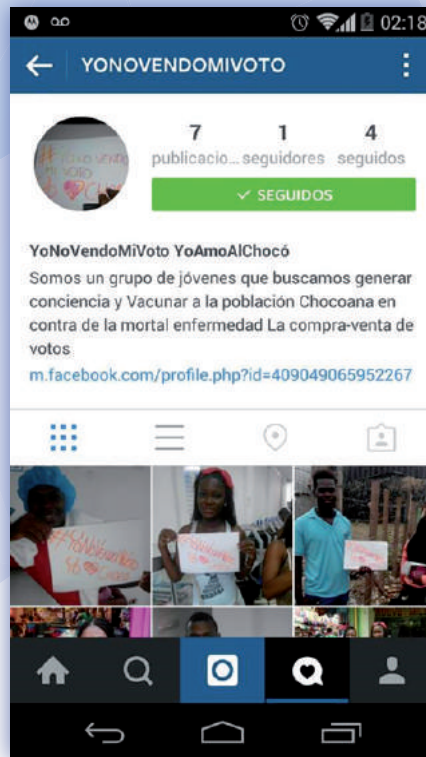 02:18
YONOVENDOMIVOTO
7 1 4
publicacio... seguidores seguidos
SEGUIDOS
YoNoVendoMiVoto YoAmoAlChocó
Somos un grupo de jóvenes que buscamos generar
conciencia y Vacunar a la población Chocoana en
contra de la mortal enfermedad La compra-venta de
votos
m.facebook.com/profile.php?id=409049065952267